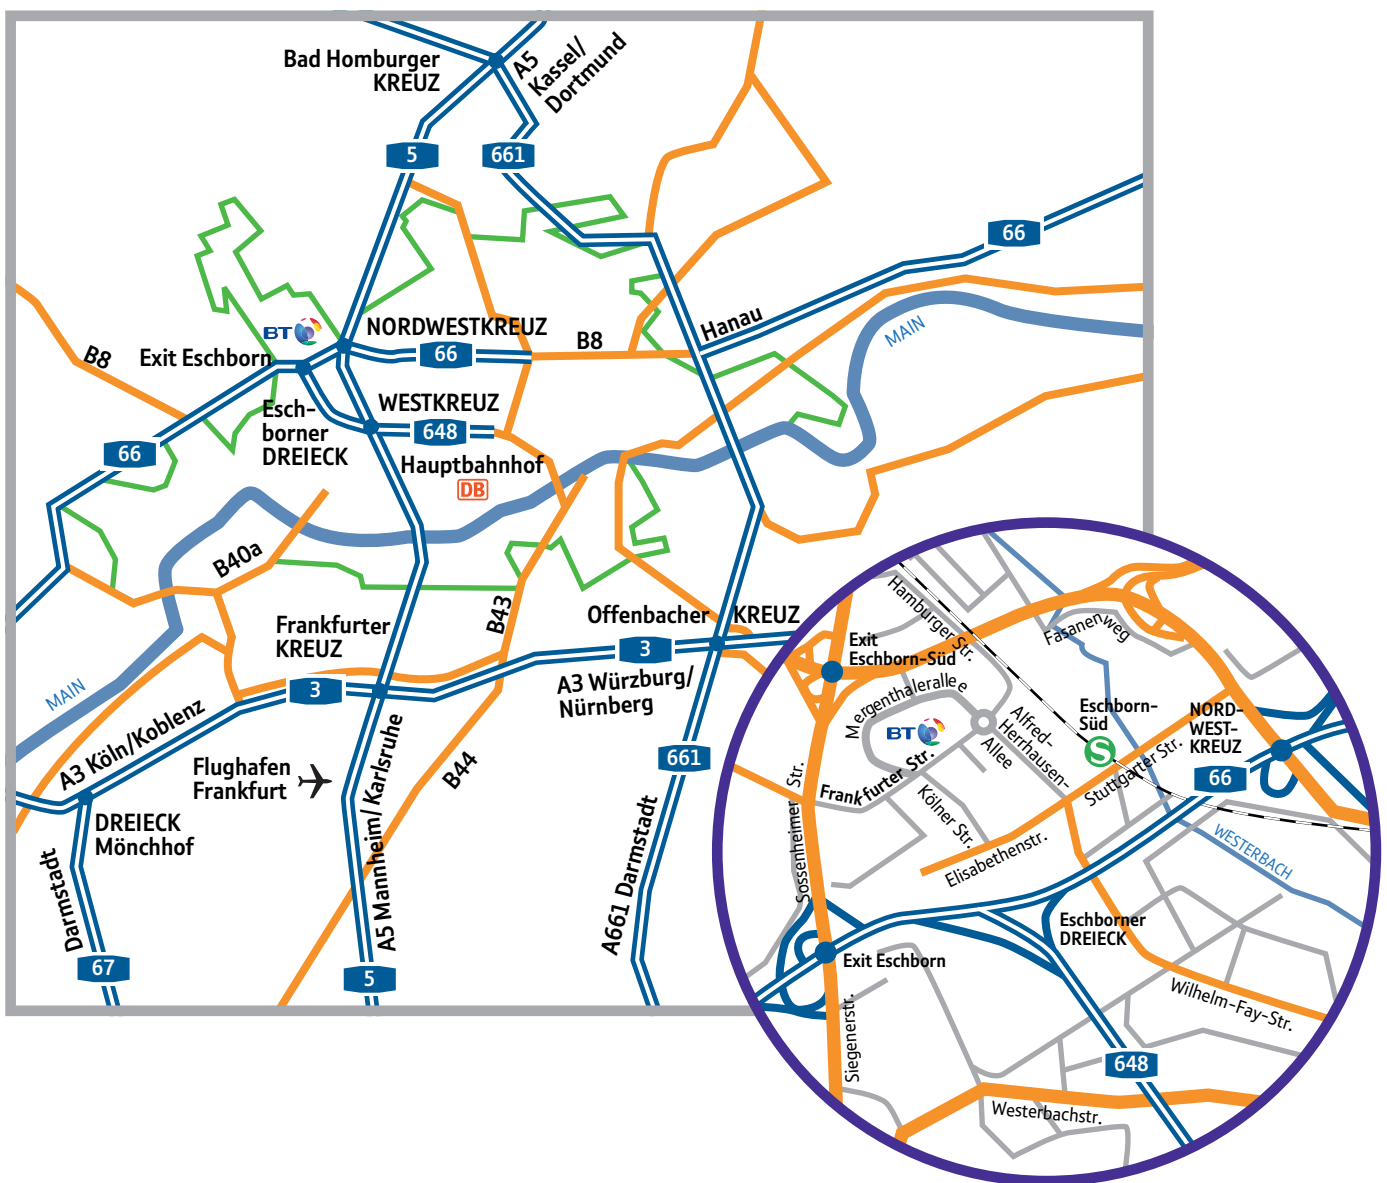 Bad Homburger
KREUZ
A5
Kassel/
Dortmund
5
661
66
Hanau
MAIN
BT
NORDWESTKREUZ
66
B8
B8
Exit Eschborn
Esch-
borner
DREIECK
WESTKREUZ
648
Hauptbahnhof
DB
66
B40a
MAIN
Frankfurter
KREUZ
3
B43
Offenbacher KREUZ
3
A3 Würzburg/
Nürnberg
A3 Köln/Koblenz
Flughafen
Frankfurt
B44
661
DREIECK
Mönchhof
Darmstadt
67
A5 Mannheim/Karlsruhe
5
A661 Darmstadt
Hamburger Str.
Fasanenweg
Exit
Eschborn-Süd
Mergenthalerallee
BT
Alfred-
Herrhausen-
Allee
Eschborn-
Süd
S
NORD-
WEST-
KREUZ
66
Stuttgarter Str.
Frankfurter Str.
Kölner Str.
Elisabethenstr.
Sossenheimer Str.
WESTERBACH
Eschborner
DREIECK
Exit Eschborn
Wilhelm-Fay-Str.
Siegenerstr.
648
Westerbachstr.